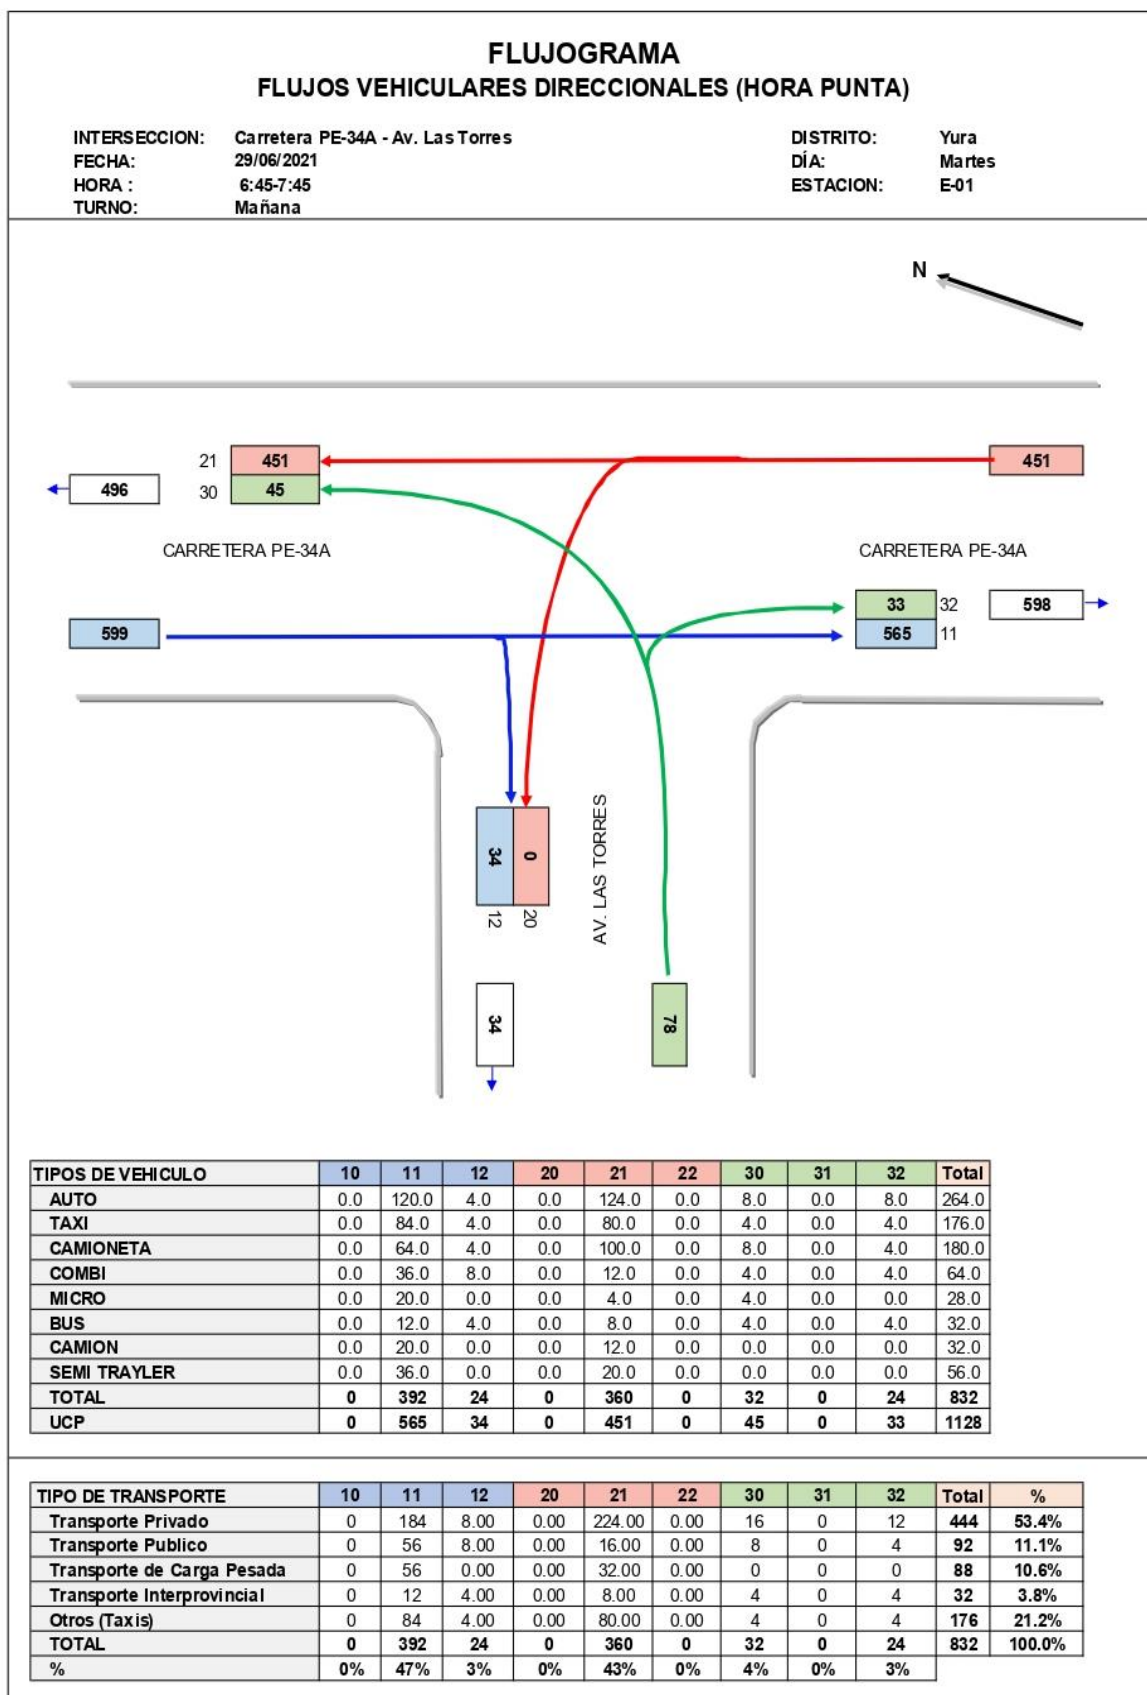 FLUJOGRAMA
FLUJOS VEHICULARES DIRECCIONALES (HORA PUNTA)
INTERSECCION: Carretera PE-34A - Av. Las Torres DISTRITO: Yura
FECHA: 29/06/2021 DÍA: Martes
HORA : 6:45-7:45 ESTACION: E-01
TURNO: Mañana
N
21 451 451
496 30 45
CARRETERA PE-34A CARRETERA PE-34A
33 32 598
599 565 11
34 0
12 20
AV. LAS TORRES
34 78
TIPOS DE VEHICULO 10 11 12 20 21 22 30 31 32 Total
AUTO 0.0 120.0 4.0 0.0 124.0 0.0 8.0 0.0 8.0 264.0
TAXI 0.0 84.0 4.0 0.0 80.0 0.0 4.0 0.0 4.0 176.0
CAMIONETA 0.0 64.0 4.0 0.0 100.0 0.0 8.0 0.0 4.0 180.0
COMBI 0.0 36.0 8.0 0.0 12.0 0.0 4.0 0.0 4.0 64.0
MICRO 0.0 20.0 0.0 0.0 4.0 0.0 4.0 0.0 0.0 28.0
BUS 0.0 12.0 4.0 0.0 8.0 0.0 4.0 0.0 4.0 32.0
CAMION 0.0 20.0 0.0 0.0 12.0 0.0 0.0 0.0 0.0 32.0
SEMI TRAYLER 0.0 36.0 0.0 0.0 20.0 0.0 0.0 0.0 0.0 56.0
TOTAL 0 392 24 0 360 0 32 0 24 832
UCP 0 565 34 0 451 0 45 0 33 1128
TIPO DE TRANSPORTE 10 11 12 20 21 22 30 31 32 Total %
Transporte Privado 0 184 8.00 0.00 224.00 0.00 16 0 12 444 53.4%
Transporte Publico 0 56 8.00 0.00 16.00 0.00 8 0 4 92 11.1%
Transporte de Carga Pesada 0 56 0.00 0.00 32.00 0.00 0 0 0 88 10.6%
Transporte Interprovincial 0 12 4.00 0.00 8.00 0.00 4 0 4 32 3.8%
Otros (Taxis) 0 84 4.00 0.00 80.00 0.00 4 0 4 176 21.2%
TOTAL 0 392 24 0 360 0 32 0 24 832 100.0%
% 0% 47% 3% 0% 43% 0% 4% 0% 3%